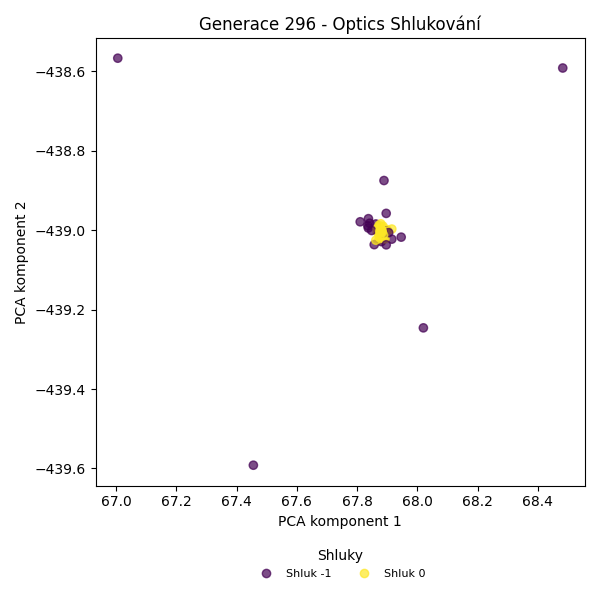 Generace 296 - Optics Shlukování
−438.6
−438.8
−439.0
−439.2
−439.4
−439.6
PCA komponent 2
67.0 67.2 67.4 67.6 67.8 68.0 68.2 68.4
PCA komponent 1
Shluky
Shluk -1 Shluk 0